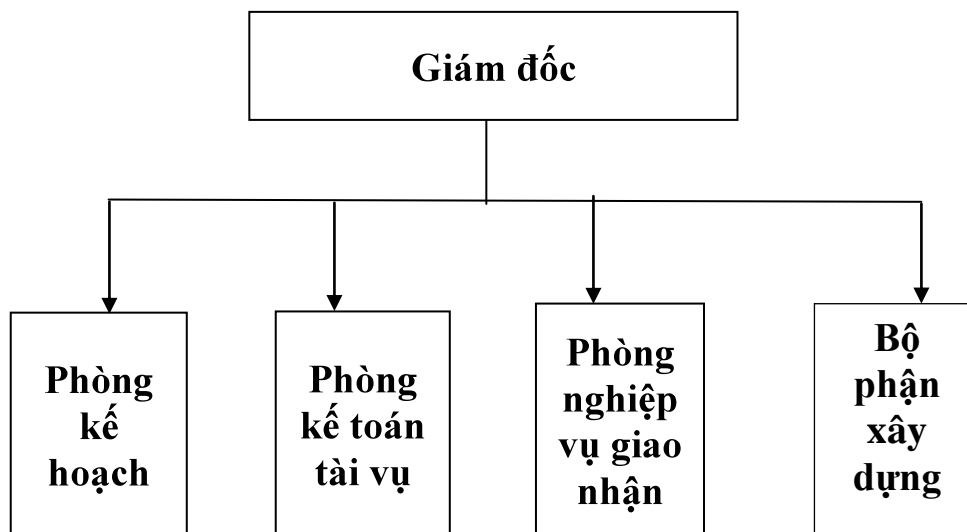 Giám đốc
Phòng
kế
hoạch
Phòng
kế toán
tài vụ
Phòng
nghiệp
vụ giao
nhận
Bộ
phận
xây
dựng